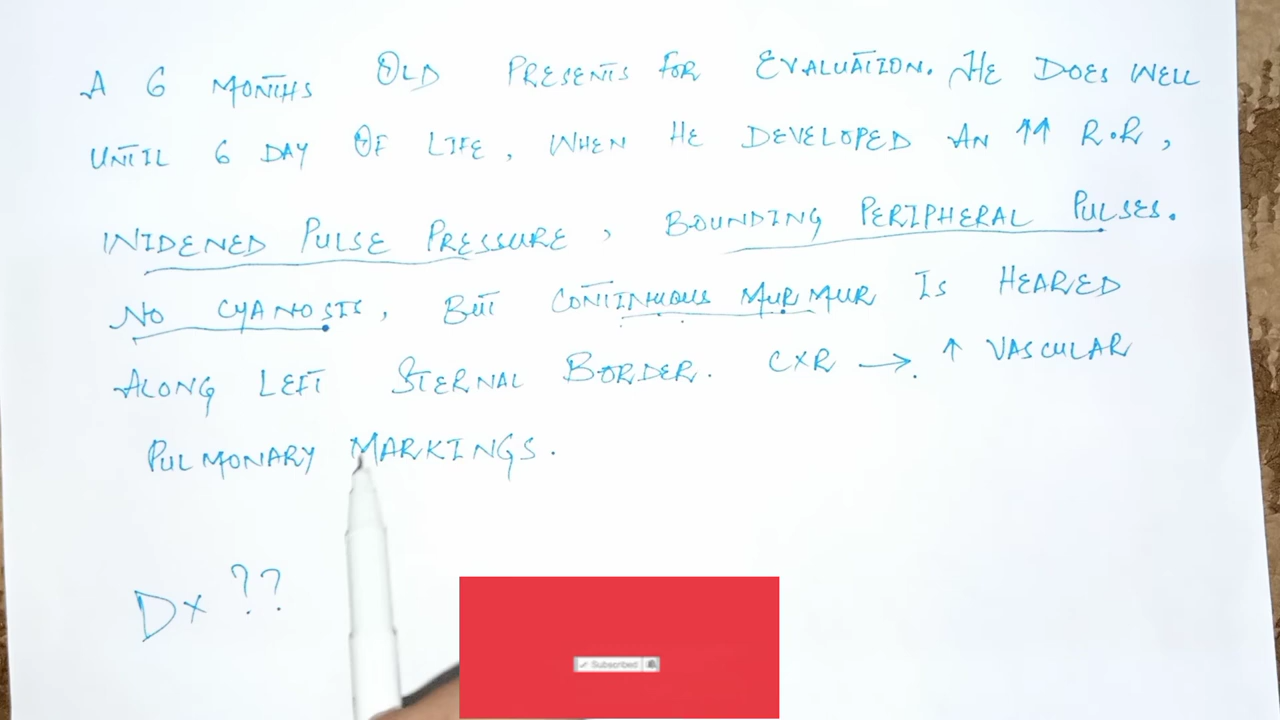 A 6 MONTHS OLD PRESENTS FOR EVALUATION. HE DOES WELL
UNTIL 6 DAY OF LIFE, WHEN HE DEVELOPED AN ↑↑ R.R,
WIDENED PULSE PRESSURE, BOUNDING PERIPHERAL PULSES.
NO CYANOSIS, BUT CONTINUOUS MURMUR IS HEARED
ALONG LEFT STERNAL BORDER. CXR → ↑ VASCULAR
PULMONARY MARKINGS.
Dx ??
✓ Subscribed